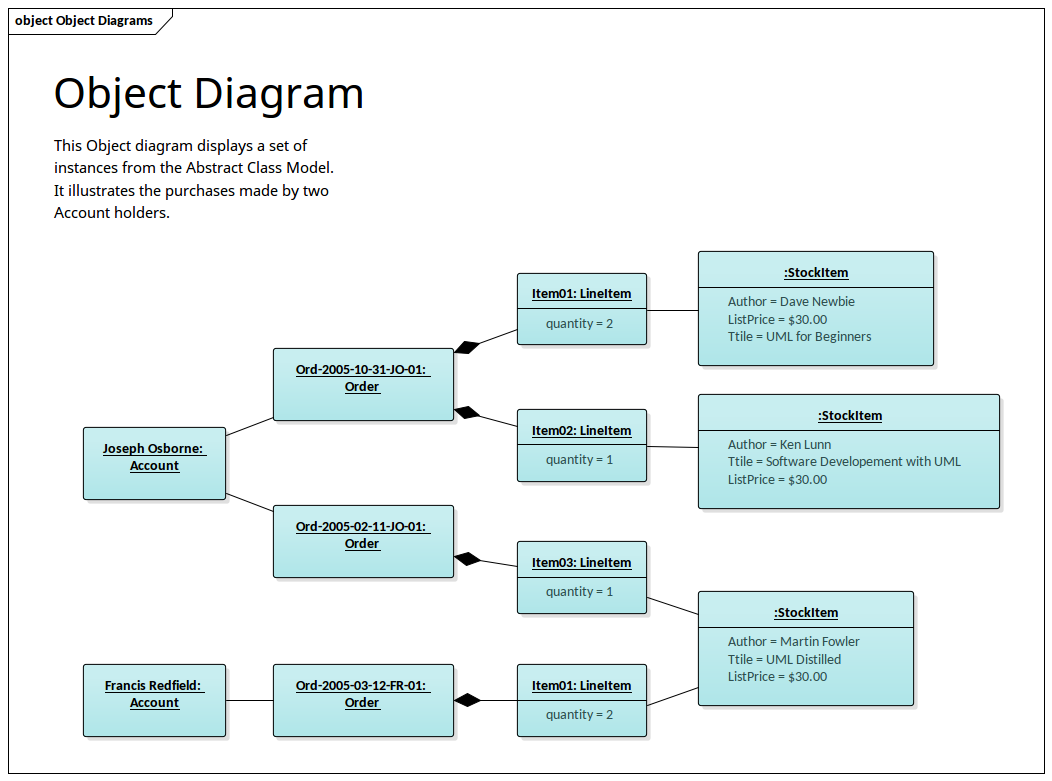 object Object Diagrams
Object Diagram
This Object diagram displays a set of
instances from the Abstract Class Model.
It illustrates the purchases made by two
Account holders.
:StockItem
Author = Dave Newbie
ListPrice = $30.00
Ttile = UML for Beginners
Item01: LineItem
quantity = 2
Ord-2005-10-31-JO-01:
Order
:StockItem
Author = Ken Lunn
Ttile = Software Developement with UML
ListPrice = $30.00
Item02: LineItem
quantity = 1
Joseph Osborne:
Account
Ord-2005-02-11-JO-01:
Order
Item03: LineItem
quantity = 1
:StockItem
Author = Martin Fowler
Ttile = UML Distilled
ListPrice = $30.00
Francis Redfield:
Account
Ord-2005-03-12-FR-01:
Order
Item01: LineItem
quantity = 2